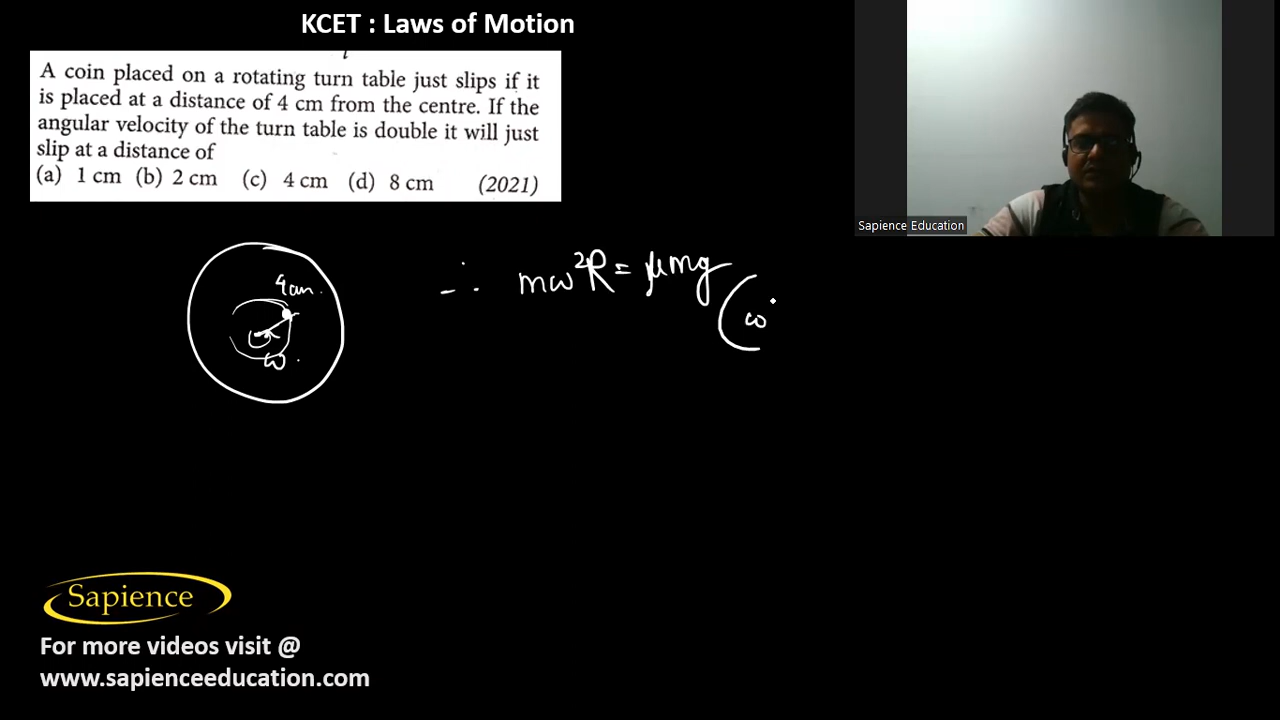 KCET : Laws of Motion
A coin placed on a rotating turn table just slips if it
is placed at a distance of 4 cm from the centre. If the
angular velocity of the turn table is double it will just
slip at a distance of
(a) 1 cm (b) 2 cm (c) 4 cm (d) 8 cm (2021)
Sapience Education
4cm.
ω.
∴ mω²R = μmg
(ω
Sapience
For more videos visit @
www.sapienceeducation.com